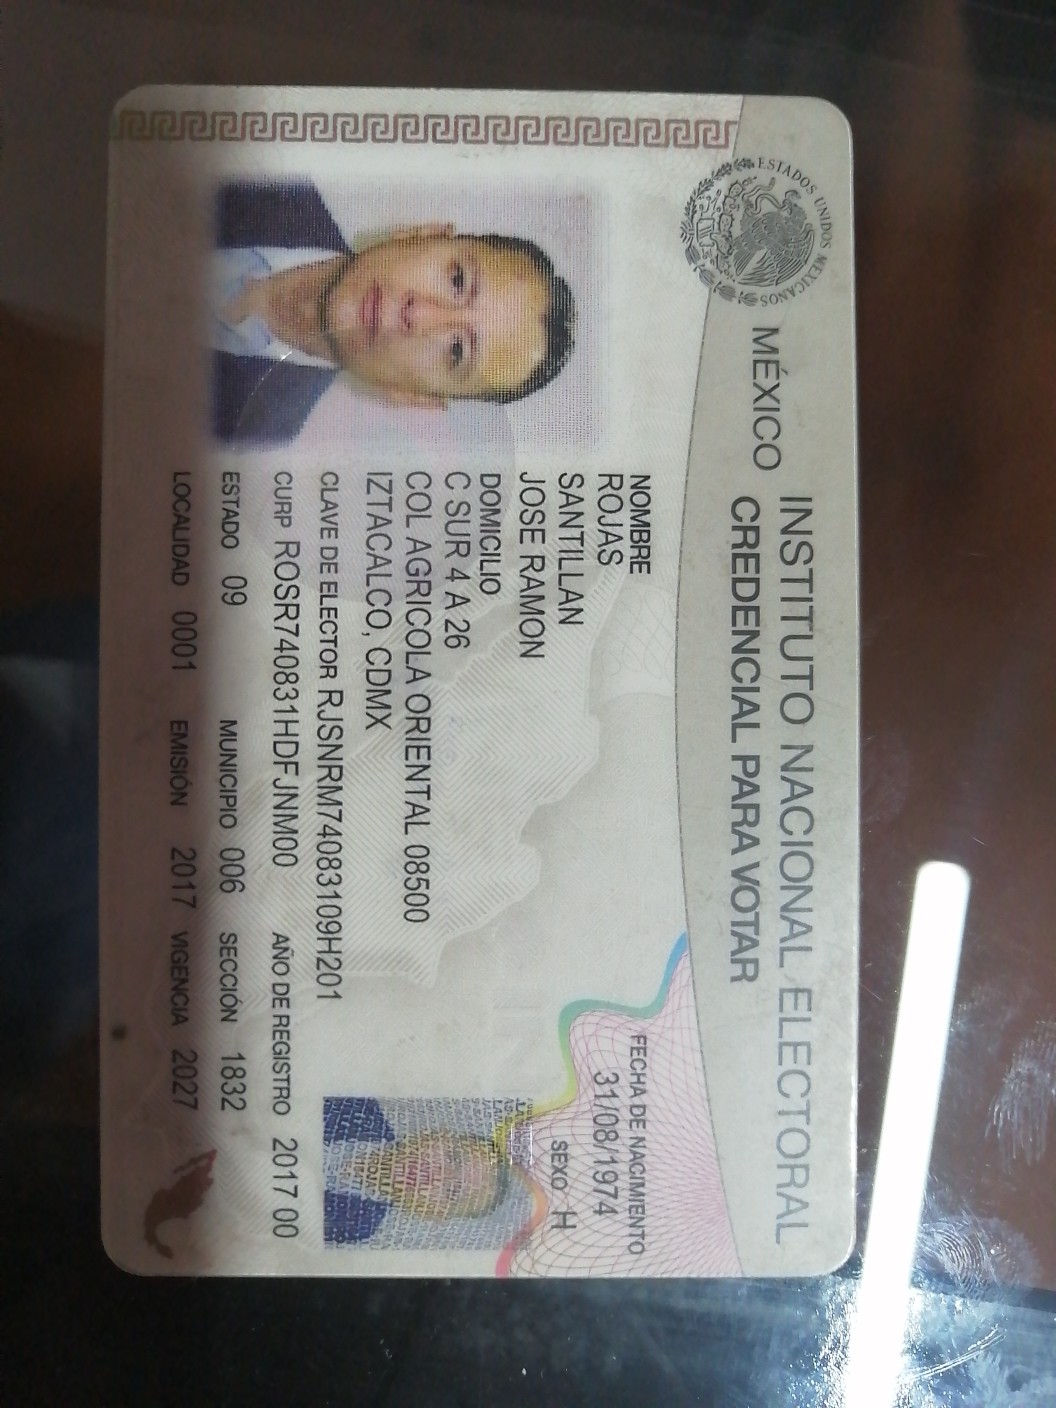 ESTADOS UNIDOS MEXICANOS
MÉXICO INSTITUTO NACIONAL ELECTORAL
CREDENCIAL PARA VOTAR
NOMBRE
ROJAS
SANTILLAN
JOSE RAMON
FECHA DE NACIMIENTO
31/08/1974
SEXO H
DOMICILIO
C SUR 4 A 26
COL AGRICOLA ORIENTAL 08500
IZTACALCO, CDMX
CLAVE DE ELECTOR RJSNRM74083109H201
CURP ROSR740831HDFJNM00 AÑO DE REGISTRO 2017 00
ESTADO 09 MUNICIPIO 006 SECCIÓN 1832
LOCALIDAD 0001 EMISIÓN 2017 VIGENCIA 2027